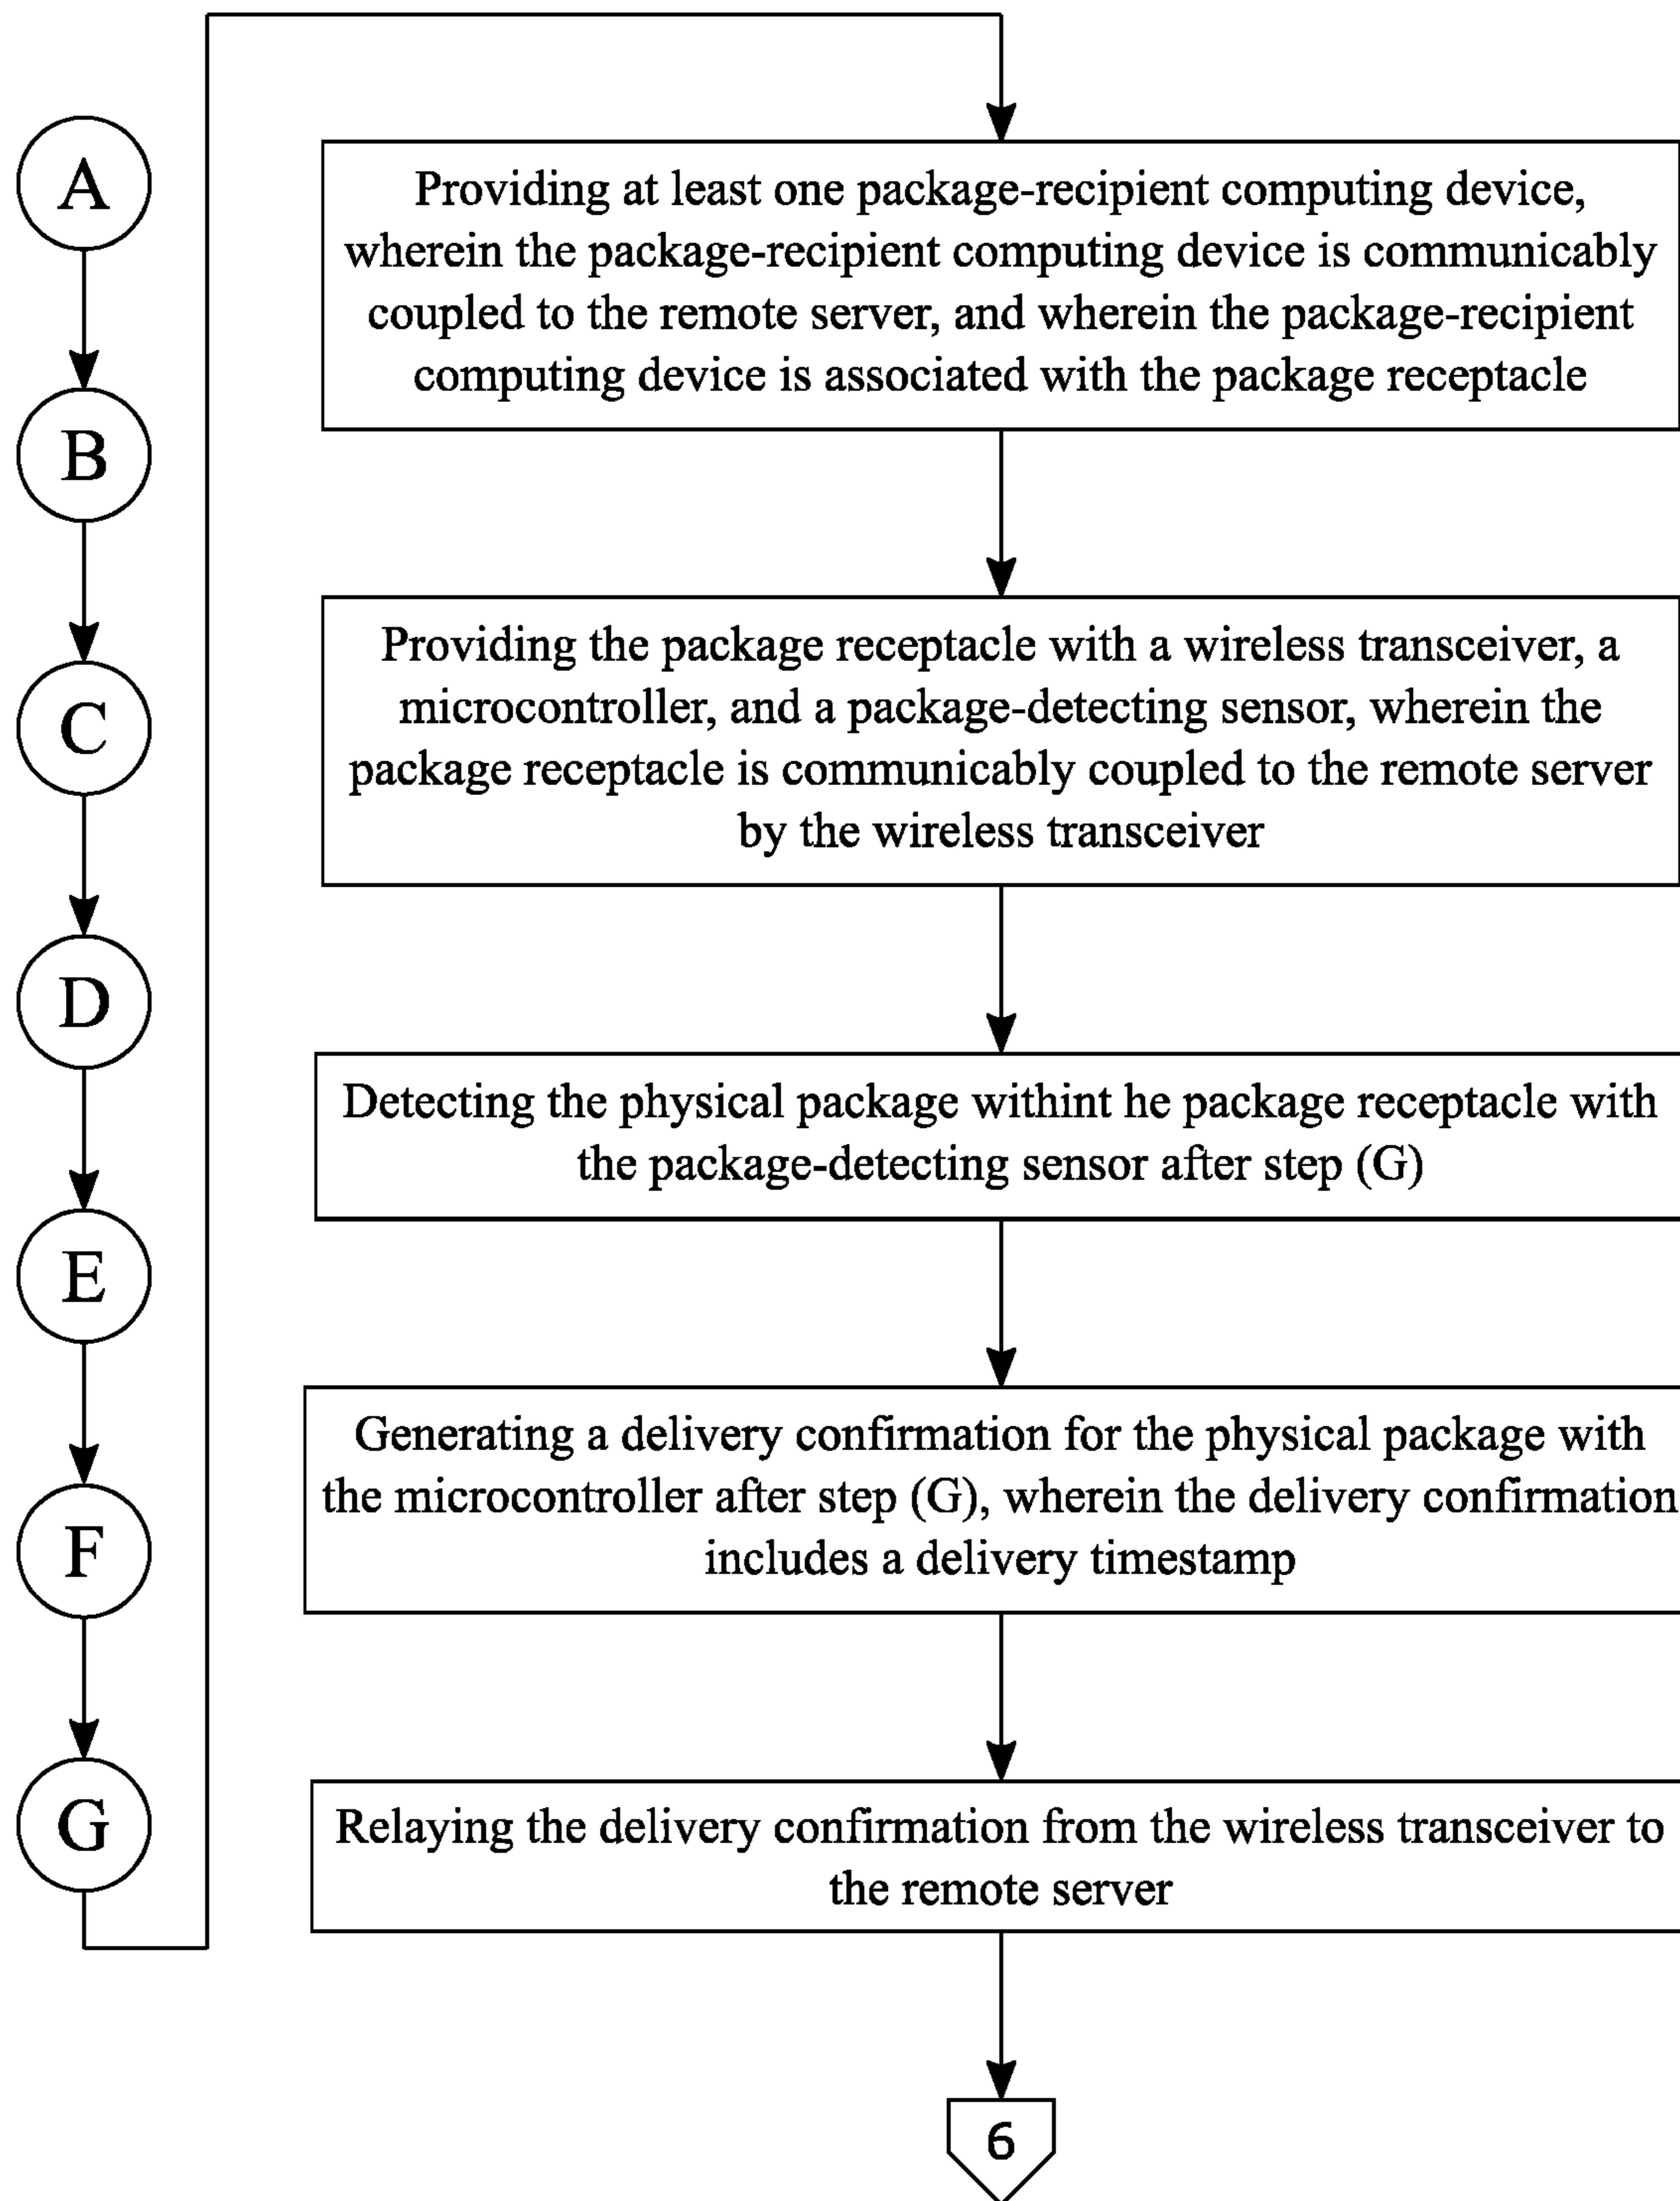 A
B
C
D
E
F
G
Providing at least one package-recipient computing device,
wherein the package-recipient computing device is communicably
coupled to the remote server, and wherein the package-recipient
computing device is associated with the package receptacle
Providing the package receptacle with a wireless transceiver, a
microcontroller, and a package-detecting sensor, wherein the
package receptacle is communicably coupled to the remote server
by the wireless transceiver
Detecting the physical package withint he package receptacle with
the package-detecting sensor after step (G)
Generating a delivery confirmation for the physical package with
the microcontroller after step (G), wherein the delivery confirmation
includes a delivery timestamp
Relaying the delivery confirmation from the wireless transceiver to
the remote server
6